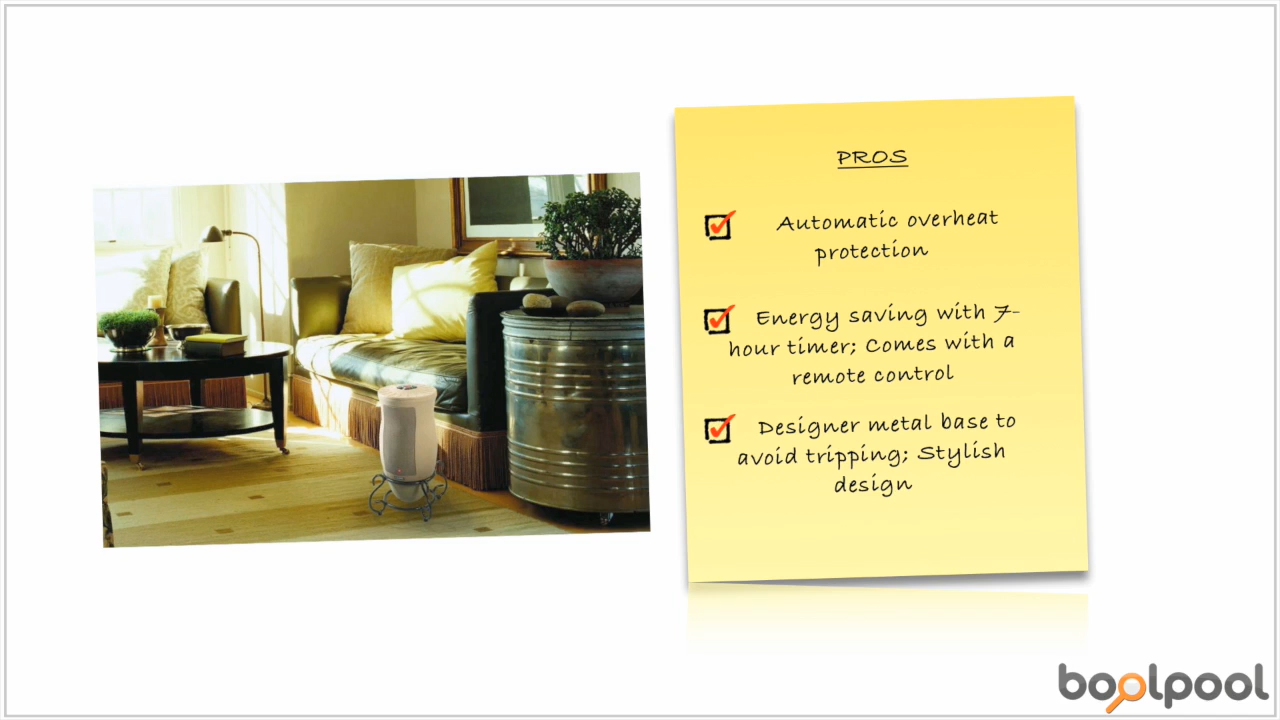 PROS
Automatic overheat
protection
Energy saving with 7-
hour timer; Comes with a
remote control
Designer metal base to
avoid tripping; Stylish
design
boolpool